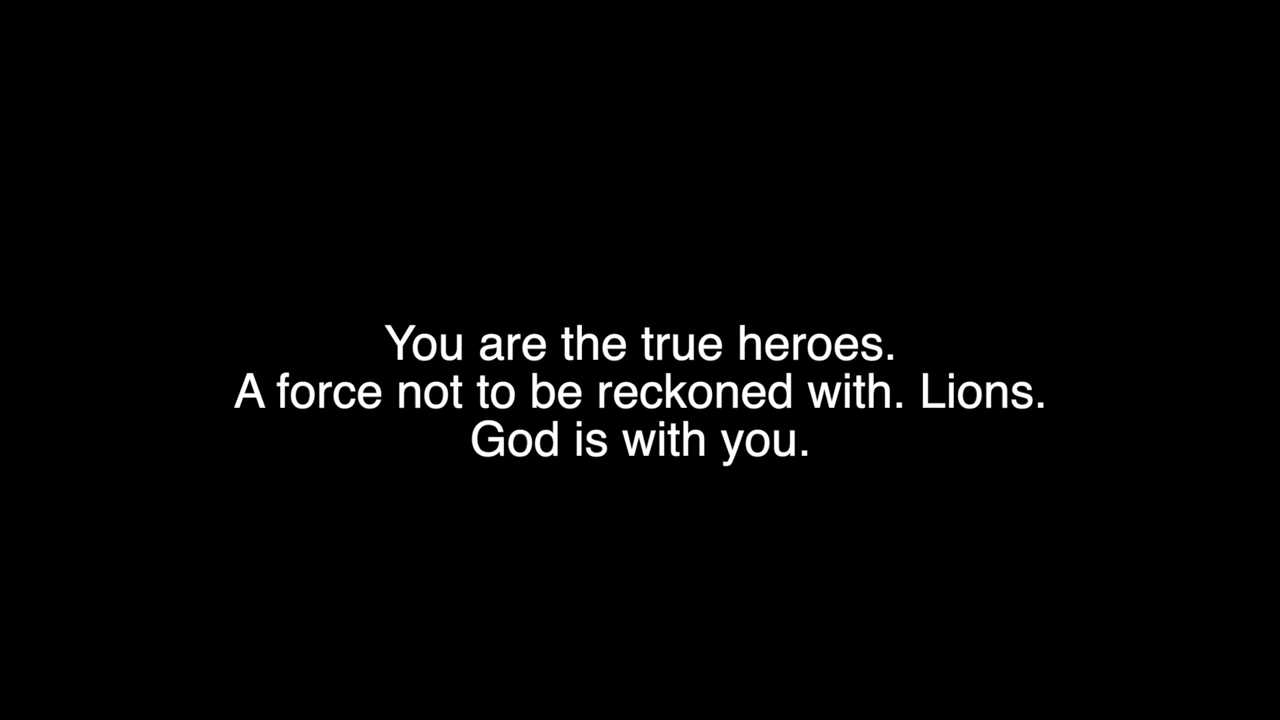 You are the true heroes.
A force not to be reckoned with. Lions.
God is with you.